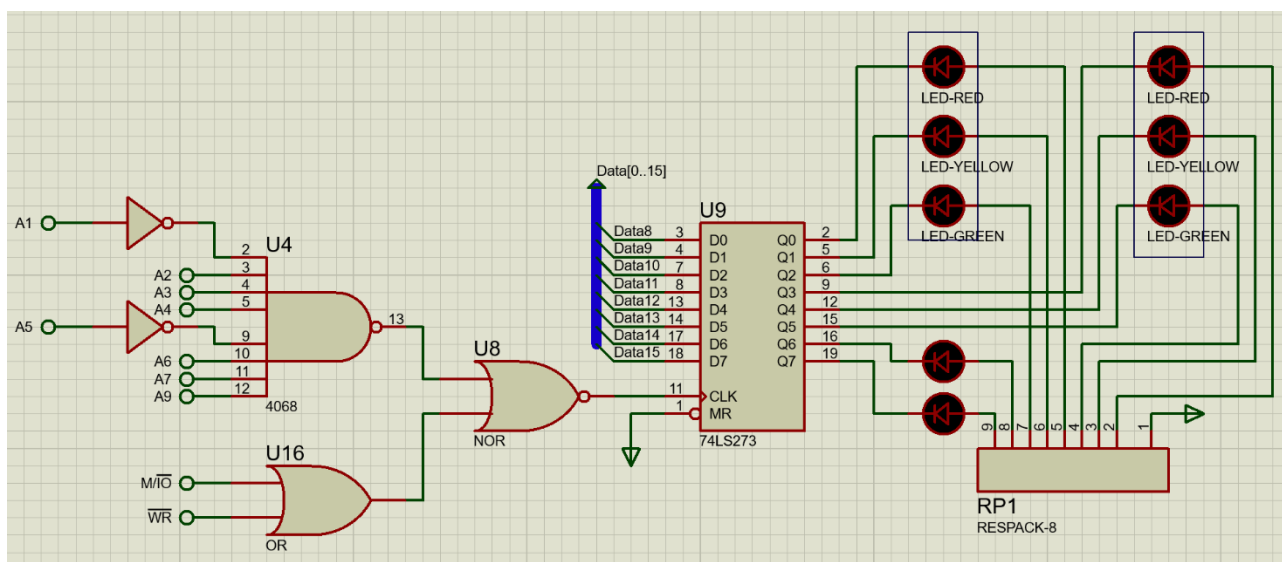 Data[0..15]
LED-RED
LED-YELLOW
LED-GREEN
LED-RED
LED-YELLOW
LED-GREEN
A1
A2
A3
A4
A5
A6
A7
A9
U4
2
3
4
5
9
10
11
12
13
4068
M/IO
WR
U16
OR
U8
NOR
U9
Data8 3 D0 Q0 2
Data9 4 D1 Q1 5
Data10 7 D2 Q2 6
Data11 8 D3 Q3 9
Data12 13 D4 Q4 12
Data13 14 D5 Q5 15
Data14 17 D6 Q6 16
Data15 18 D7 Q7 19
11 CLK
1 MR
74LS273
9 8 7 6 5 4 3 2 1
RP1
RESPACK-8